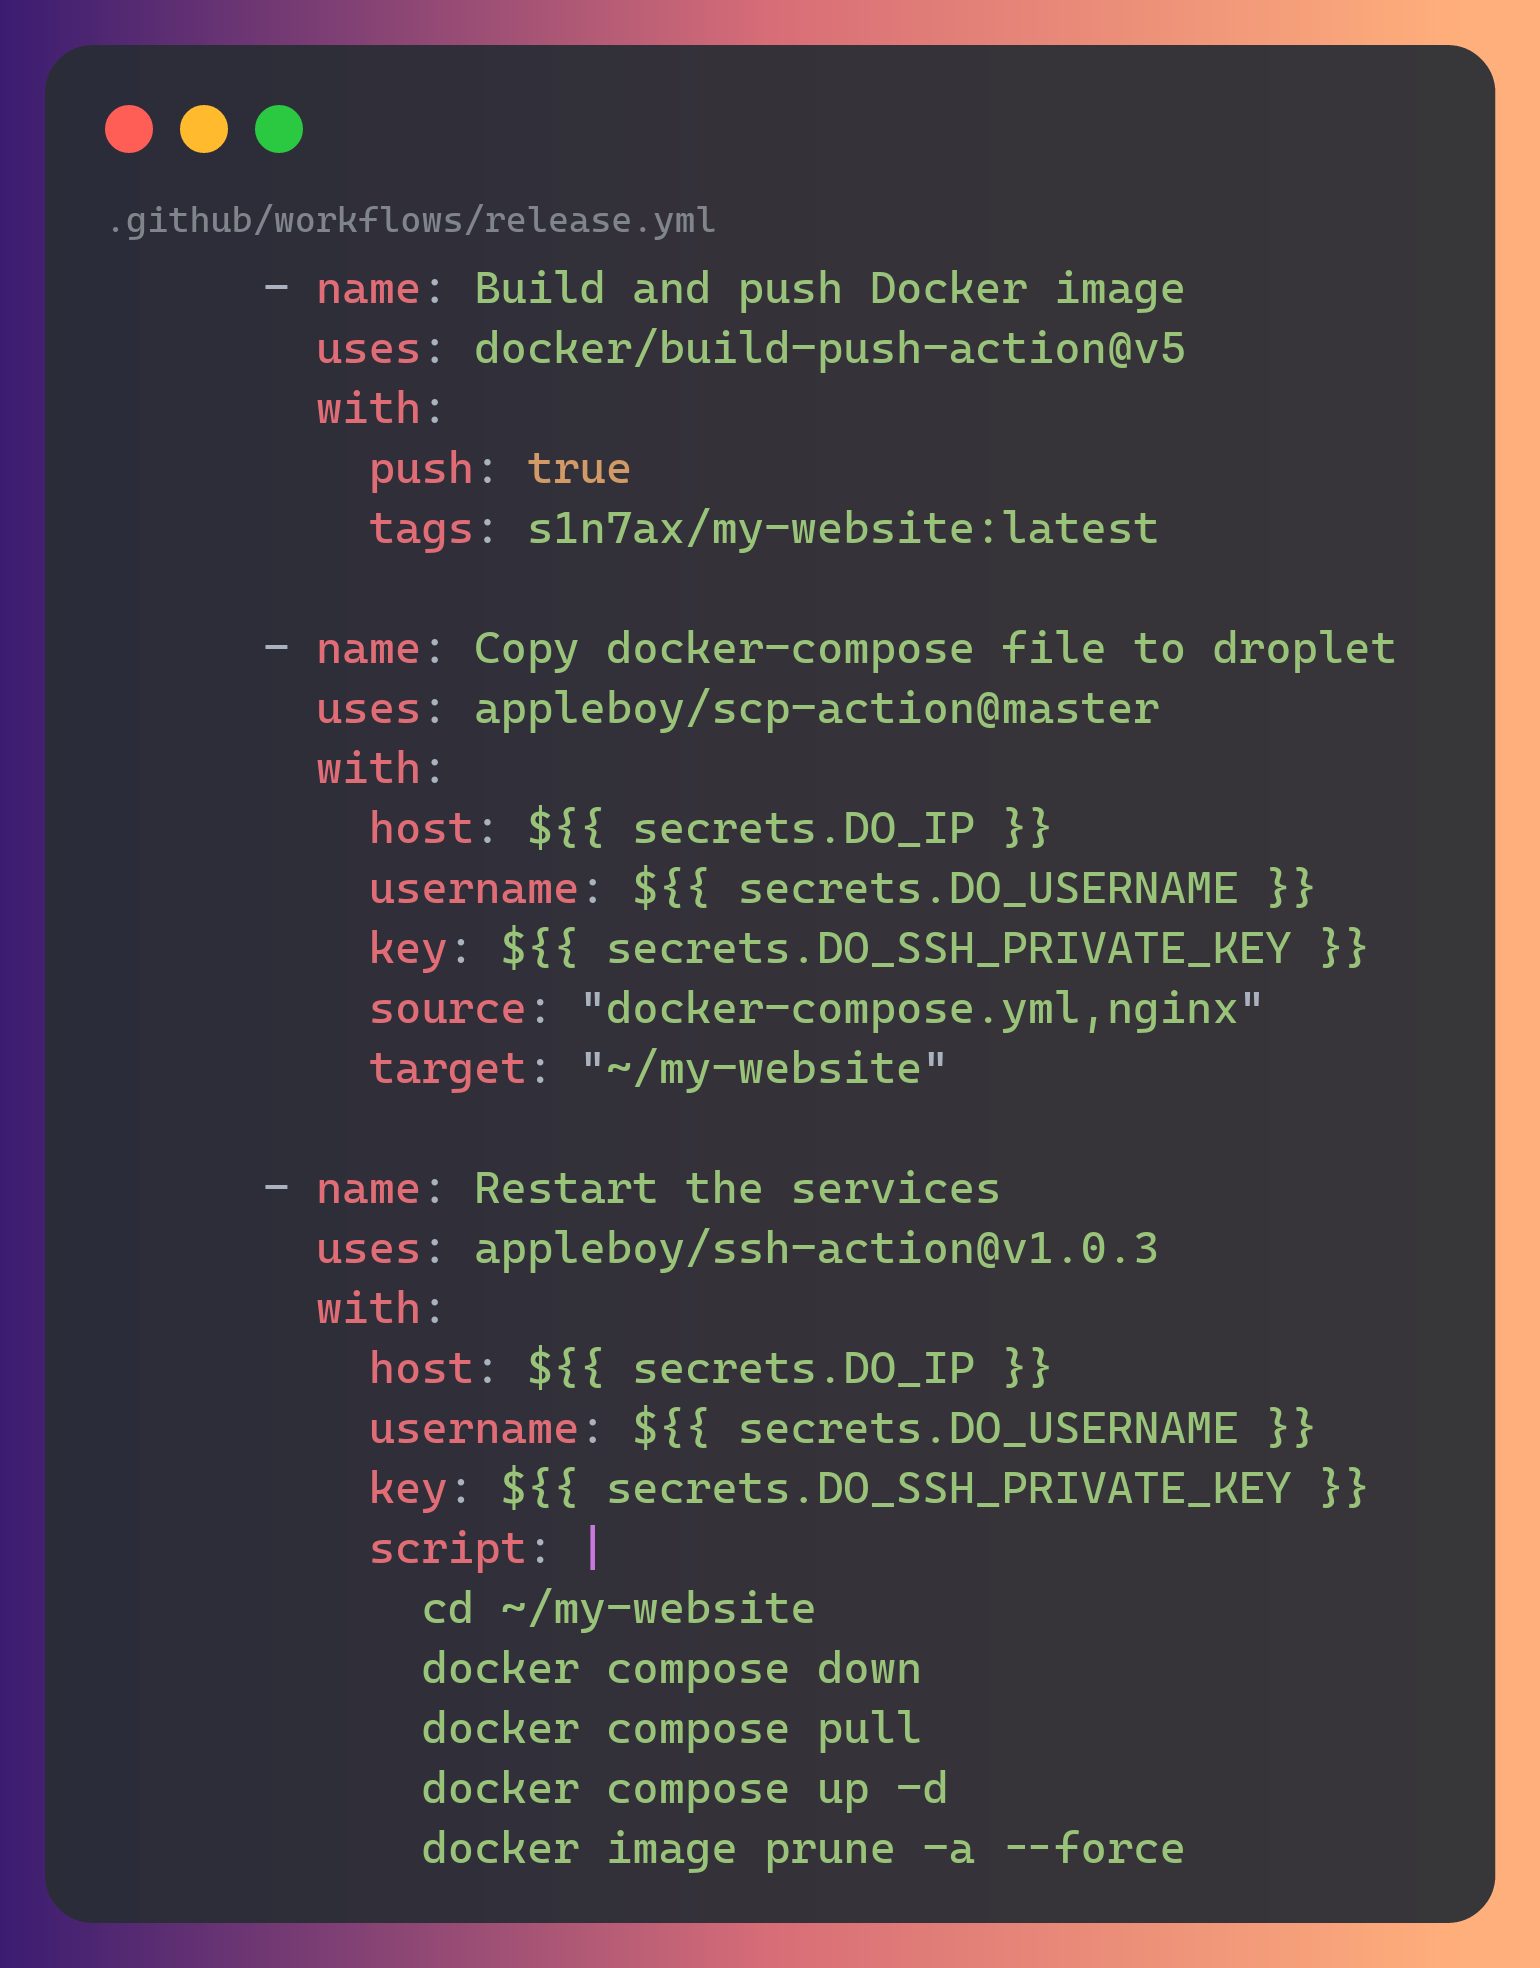 .github/workflows/release.yml
- name: Build and push Docker image
  uses: docker/build-push-action@v5
  with:
    push: true
    tags: s1n7ax/my-website:latest

- name: Copy docker-compose file to droplet
  uses: appleboy/scp-action@master
  with:
    host: ${{ secrets.DO_IP }}
    username: ${{ secrets.DO_USERNAME }}
    key: ${{ secrets.DO_SSH_PRIVATE_KEY }}
    source: "docker-compose.yml,nginx"
    target: "~/my-website"

- name: Restart the services
  uses: appleboy/ssh-action@v1.0.3
  with:
    host: ${{ secrets.DO_IP }}
    username: ${{ secrets.DO_USERNAME }}
    key: ${{ secrets.DO_SSH_PRIVATE_KEY }}
    script: |
      cd ~/my-website
      docker compose down
      docker compose pull
      docker compose up -d
      docker image prune -a --force